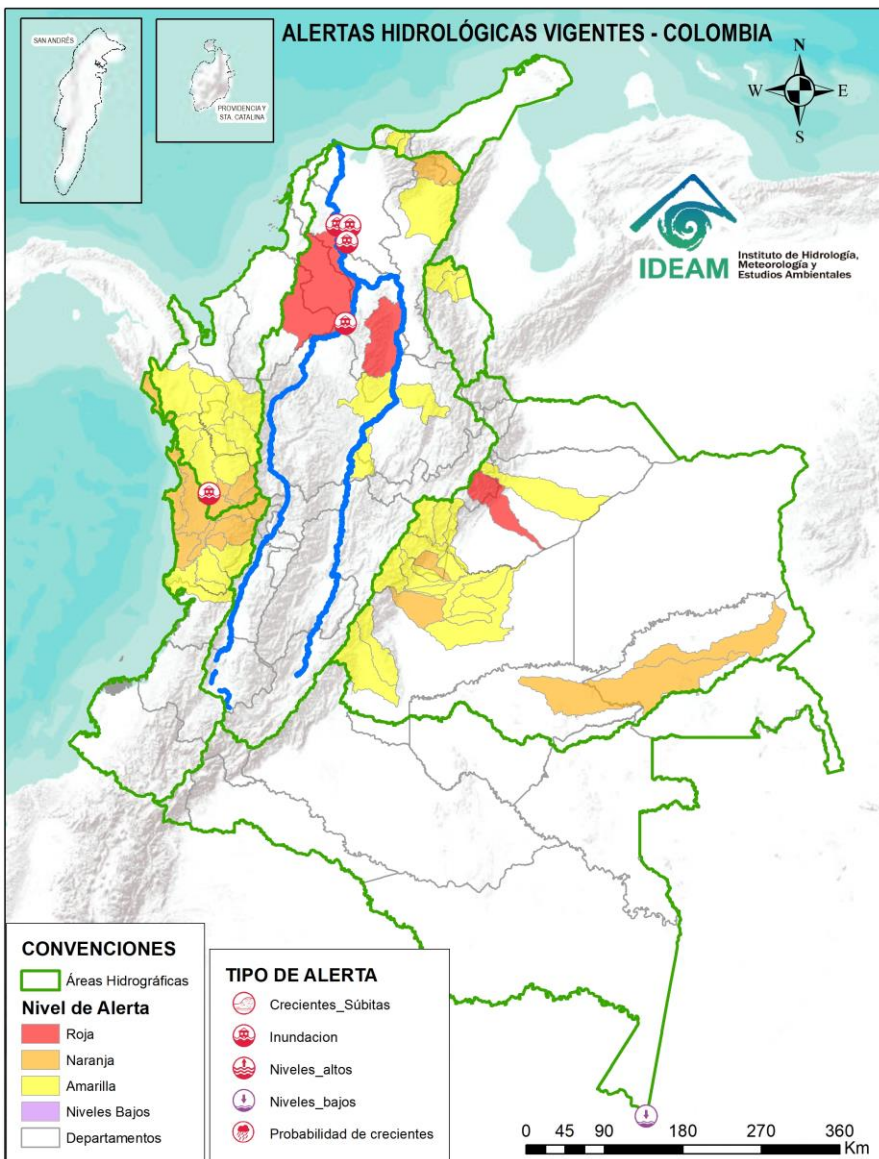 ALERTAS HIDROLÓGICAS VIGENTES - COLOMBIA
SAN ANDRÉS
PROVIDENCIA Y
STA. CATALINA
N
W
E
S
IDEAM
Instituto de Hidrología,
Meteorología y
Estudios Ambientales
CONVENCIONES
Áreas Hidrográficas
Nivel de Alerta
Roja
Naranja
Amarilla
Niveles Bajos
Departamentos
TIPO DE ALERTA
Crecientes_Súbitas
Inundacion
Niveles_altos
Niveles_bajos
Probabilidad de crecientes
0 45 90 180 270 360
Km